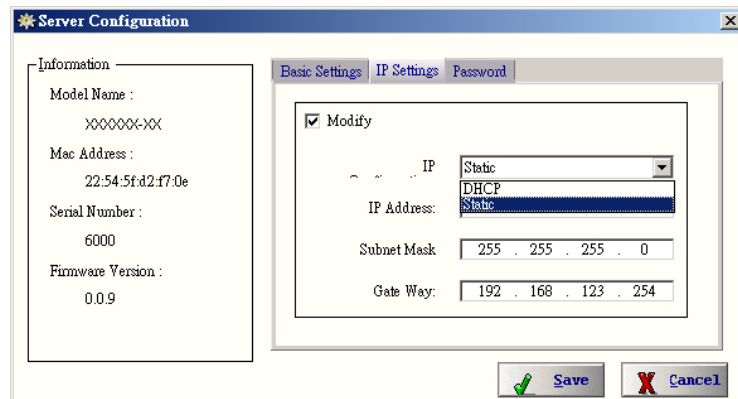 Server Configuration
Information
Model Name :
XXXXXX-XX
Mac Address :
22:54:5f:d2:f7:0e
Serial Number :
6000
Firmware Version :
0.0.9
Basic Settings IP Settings Password
Modify
IP
Static
DHCP
Static
IP Address:
Subnet Mask 255 . 255 . 255 . 0
Gate Way: 192 . 168 . 123 . 254
Save Cancel